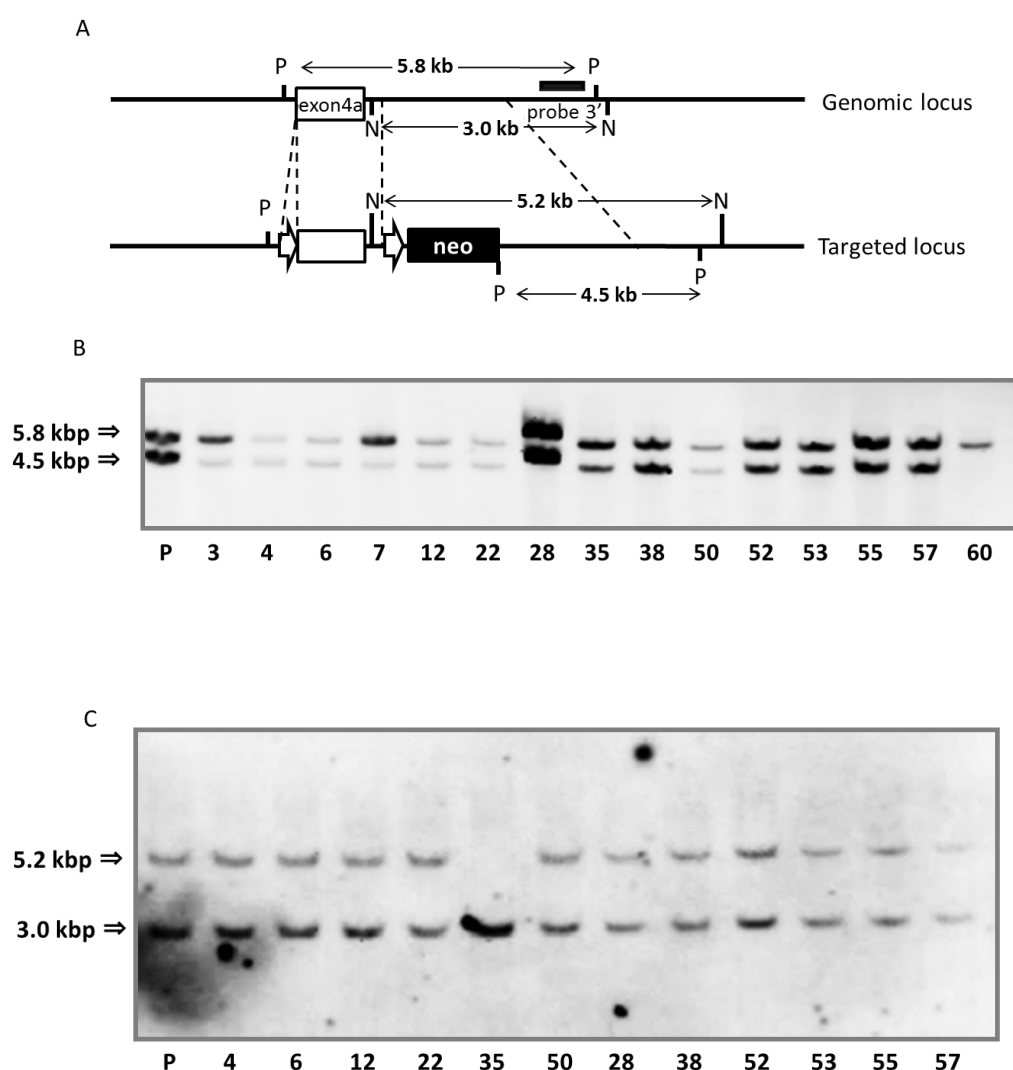 A
P 5.8 kb P
exon4a probe 3’ Genomic locus
N 3.0 kb N
P N 5.2 kb N
neo Targeted locus
P 4.5 kb P
B
5.8 kbp ⇒
4.5 kbp ⇒
P 3 4 6 7 12 22 28 35 38 50 52 53 55 57 60
C
5.2 kbp ⇒
3.0 kbp ⇒
P 4 6 12 22 35 50 28 38 52 53 55 57